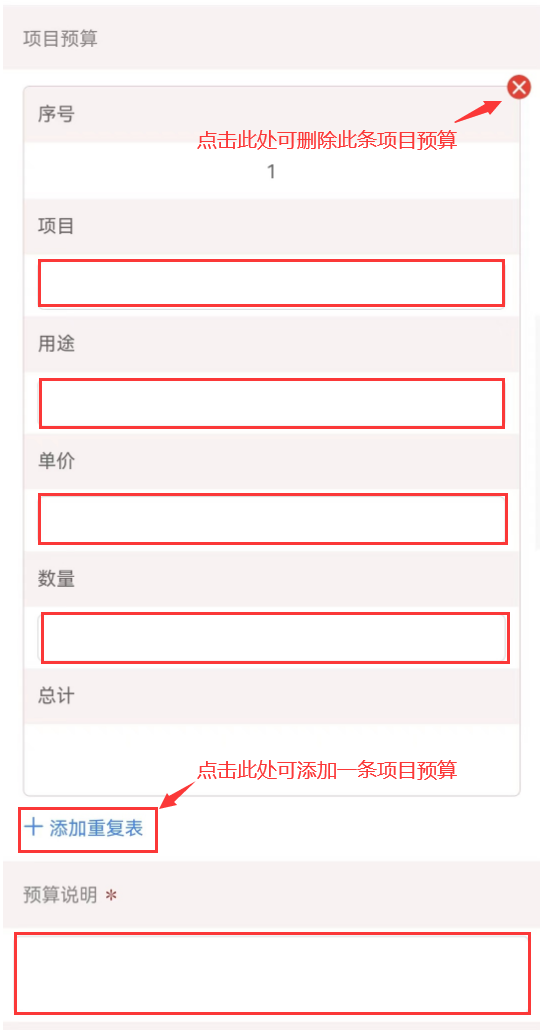 项目预算
序号
点击此处可删除此条项目预算
1
项目
用途
单价
数量
总计
点击此处可添加一条项目预算
+ 添加重复表
预算说明 *